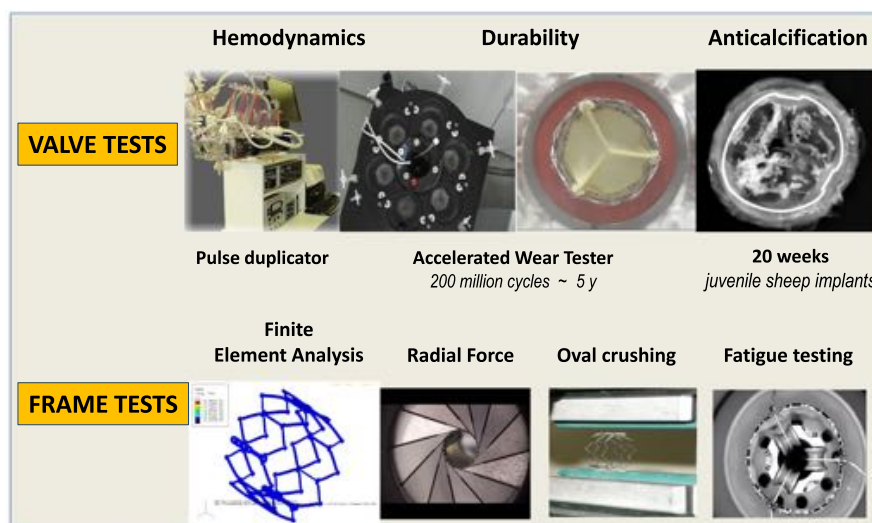 Hemodynamics Durability Anticalcification
VALVE TESTS
Pulse duplicator Accelerated Wear Tester 20 weeks
200 million cycles ~ 5 y juvenile sheep implants
Finite
Element Analysis Radial Force Oval crushing Fatigue testing
FRAME TESTS